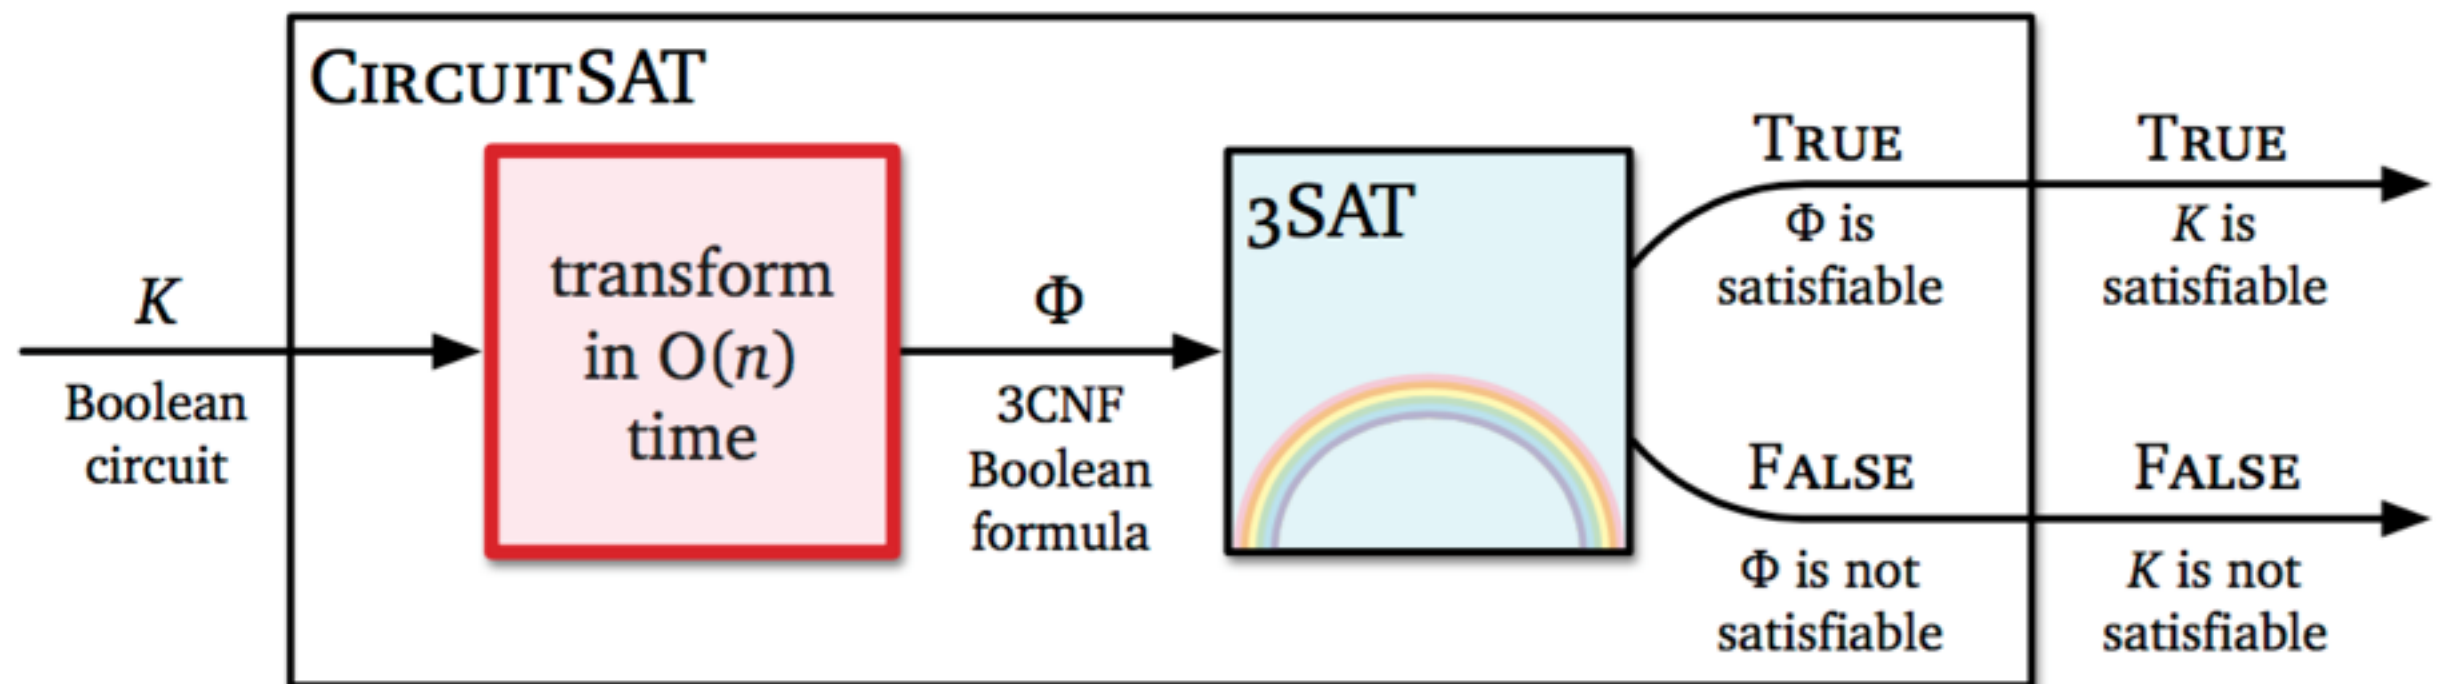 CIRCUITSAT
K
Boolean
circuit
transform
in O(n)
time
Φ
3CNF
Boolean
formula
3SAT
TRUE
Φ is
satisfiable
FALSE
Φ is not
satisfiable
TRUE
K is
satisfiable
FALSE
K is not
satisfiable